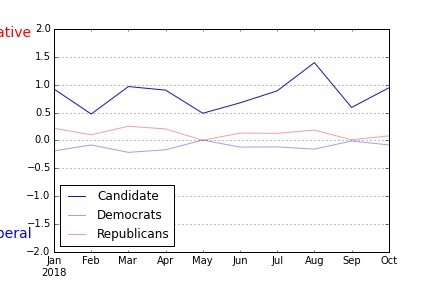 ative
2.0
1.5
1.0
0.5
0.0
−0.5
−1.0
−1.5
−2.0
peral
Candidate
Democrats
Republicans
Jan Feb Mar Apr May Jun Jul Aug Sep Oct
2018